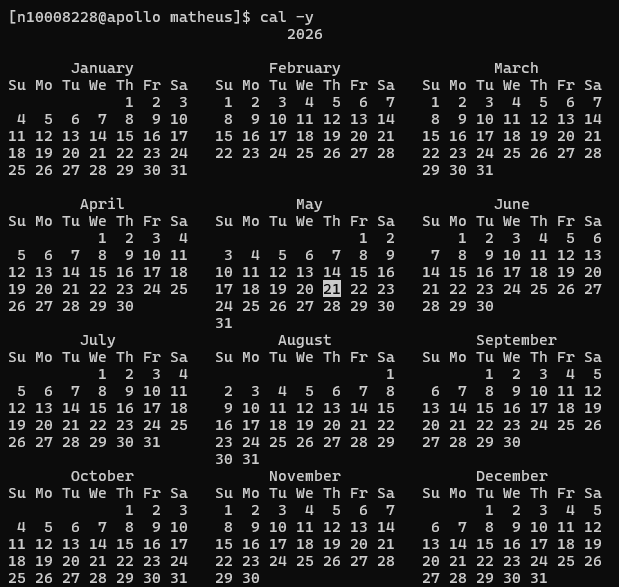 [n10008228@apollo matheus]$ cal -y
                               2026

       January               February                 March
Su Mo Tu We Th Fr Sa   Su Mo Tu We Th Fr Sa   Su Mo Tu We Th Fr Sa
             1  2  3    1  2  3  4  5  6  7    1  2  3  4  5  6  7
 4  5  6  7  8  9 10    8  9 10 11 12 13 14    8  9 10 11 12 13 14
11 12 13 14 15 16 17   15 16 17 18 19 20 21   15 16 17 18 19 20 21
18 19 20 21 22 23 24   22 23 24 25 26 27 28   22 23 24 25 26 27 28
25 26 27 28 29 30 31                          29 30 31

        April                   May                   June
Su Mo Tu We Th Fr Sa   Su Mo Tu We Th Fr Sa   Su Mo Tu We Th Fr Sa
          1  2  3  4                   1  2       1  2  3  4  5  6
 5  6  7  8  9 10 11    3  4  5  6  7  8  9    7  8  9 10 11 12 13
12 13 14 15 16 17 18   10 11 12 13 14 15 16   14 15 16 17 18 19 20
19 20 21 22 23 24 25   17 18 19 20 21 22 23   21 22 23 24 25 26 27
26 27 28 29 30         24 25 26 27 28 29 30   28 29 30
                       31
        July                  August                September
Su Mo Tu We Th Fr Sa   Su Mo Tu We Th Fr Sa   Su Mo Tu We Th Fr Sa
          1  2  3  4                      1          1  2  3  4  5
 5  6  7  8  9 10 11    2  3  4  5  6  7  8    6  7  8  9 10 11 12
12 13 14 15 16 17 18    9 10 11 12 13 14 15   13 14 15 16 17 18 19
19 20 21 22 23 24 25   16 17 18 19 20 21 22   20 21 22 23 24 25 26
26 27 28 29 30 31      23 24 25 26 27 28 29   27 28 29 30
                       30 31
       October               November               December
Su Mo Tu We Th Fr Sa   Su Mo Tu We Th Fr Sa   Su Mo Tu We Th Fr Sa
             1  2  3    1  2  3  4  5  6  7          1  2  3  4  5
 4  5  6  7  8  9 10    8  9 10 11 12 13 14    6  7  8  9 10 11 12
11 12 13 14 15 16 17   15 16 17 18 19 20 21   13 14 15 16 17 18 19
18 19 20 21 22 23 24   22 23 24 25 26 27 28   20 21 22 23 24 25 26
25 26 27 28 29 30 31   29 30                  27 28 29 30 31